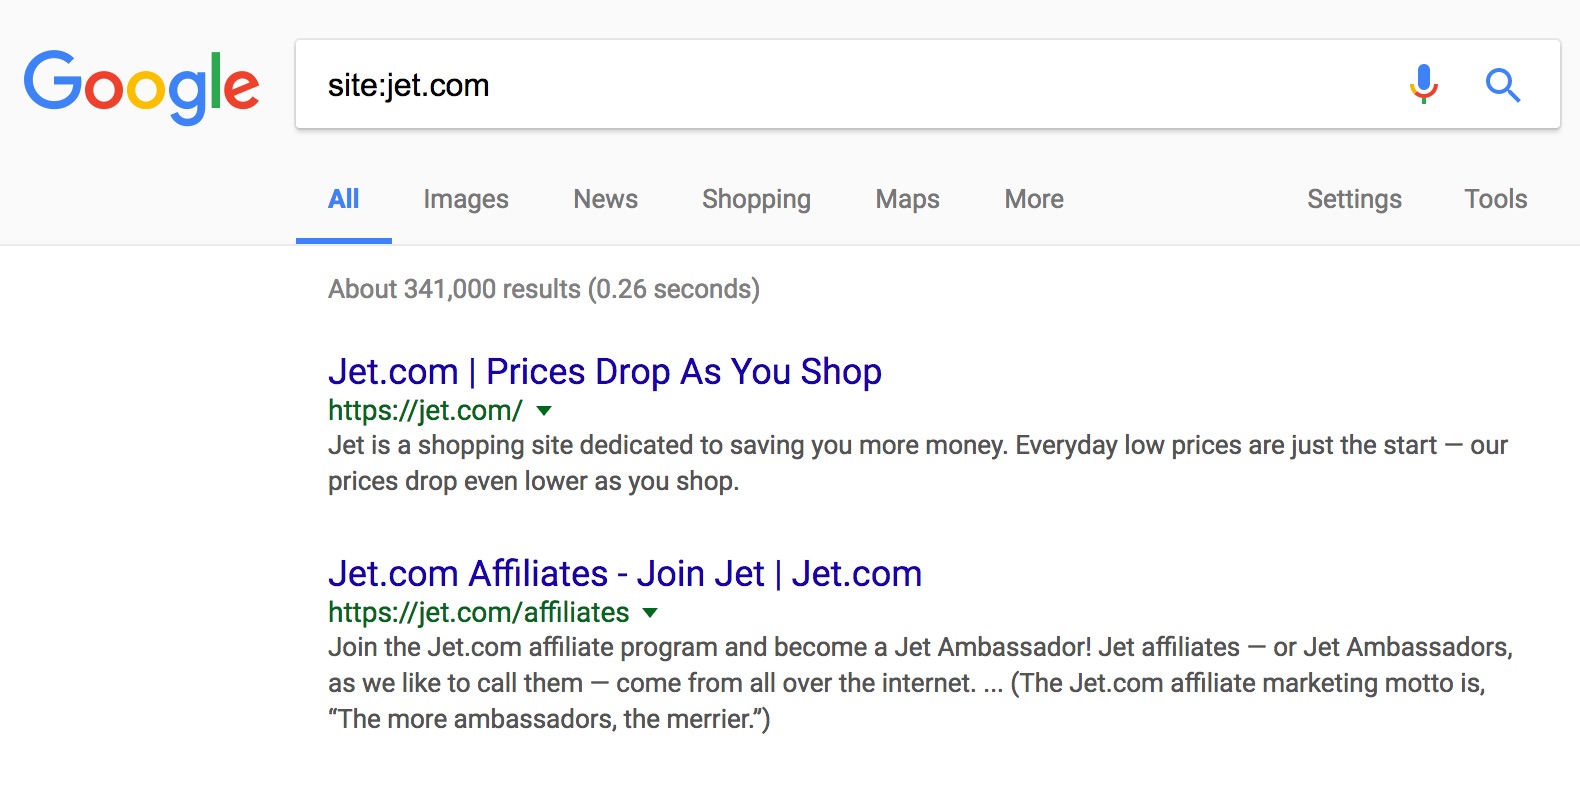 Google
site:jet.com
All Images News Shopping Maps More Settings Tools
About 341,000 results (0.26 seconds)
Jet.com | Prices Drop As You Shop
https://jet.com/
Jet is a shopping site dedicated to saving you more money. Everyday low prices are just the start — our
prices drop even lower as you shop.
Jet.com Affiliates - Join Jet | Jet.com
https://jet.com/affiliates
Join the Jet.com affiliate program and become a Jet Ambassador! Jet affiliates — or Jet Ambassadors,
as we like to call them — come from all over the internet. ... (The Jet.com affiliate marketing motto is,
“The more ambassadors, the merrier.”)